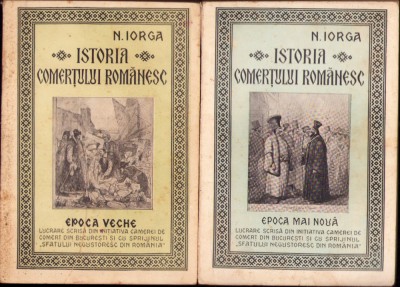 N. IORGA
ISTORIA
COMERȚULUI ROMÂNESC
EPOCA VECHE
LUCRARE SCRISĂ DIN INIȚIATIVA CAMEREI DE
COMERȚ DIN BUCUREȘTI ȘI CU SPRIJINUL
„SFATULUI NEGUSTORESC DIN ROMÂNIA”
N. IORGA
ISTORIA
COMERȚULUI ROMÂNESC
EPOCA MAI NOUĂ
LUCRARE SCRISĂ DIN INIȚIATIVA CAMEREI DE
COMERȚ DIN BUCUREȘTI ȘI CU SPRIJINUL
„SFATULUI NEGUSTORESC DIN ROMÂNIA”